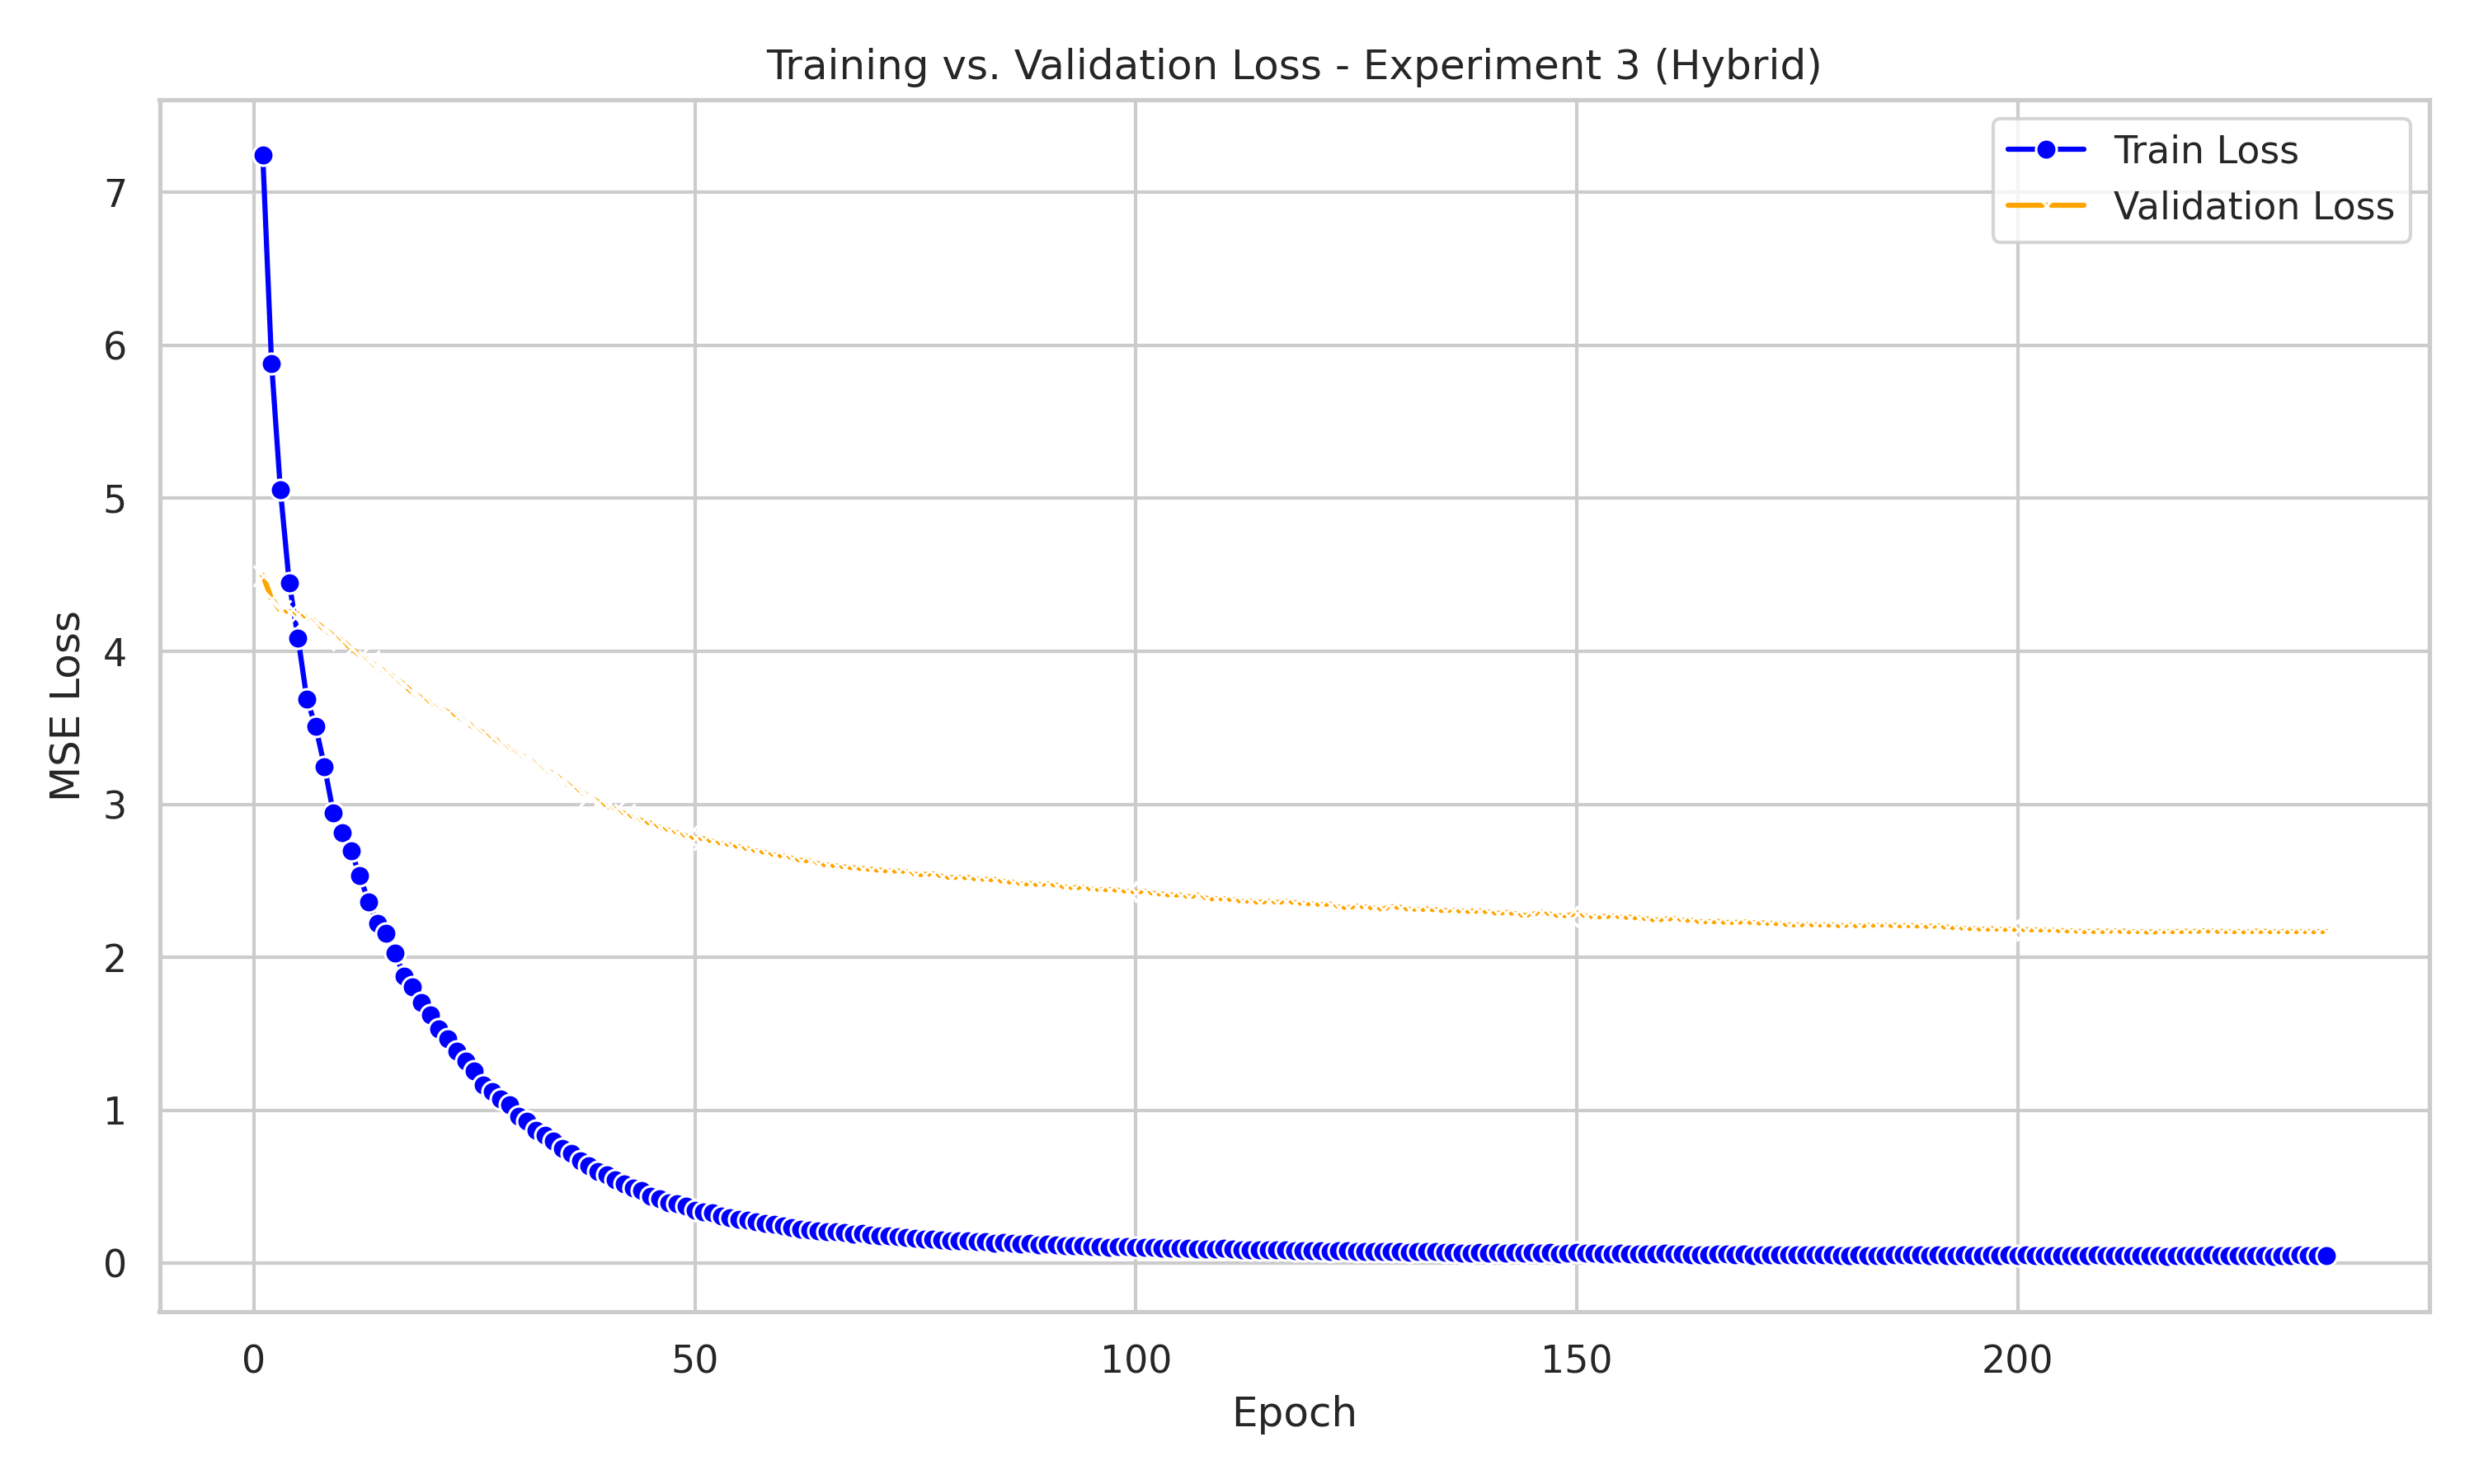 Training vs. Validation Loss - Experiment 3 (Hybrid)
Train Loss
Validation Loss
MSE Loss
7
6
5
4
3
2
1
0
0 50 100 150 200
Epoch